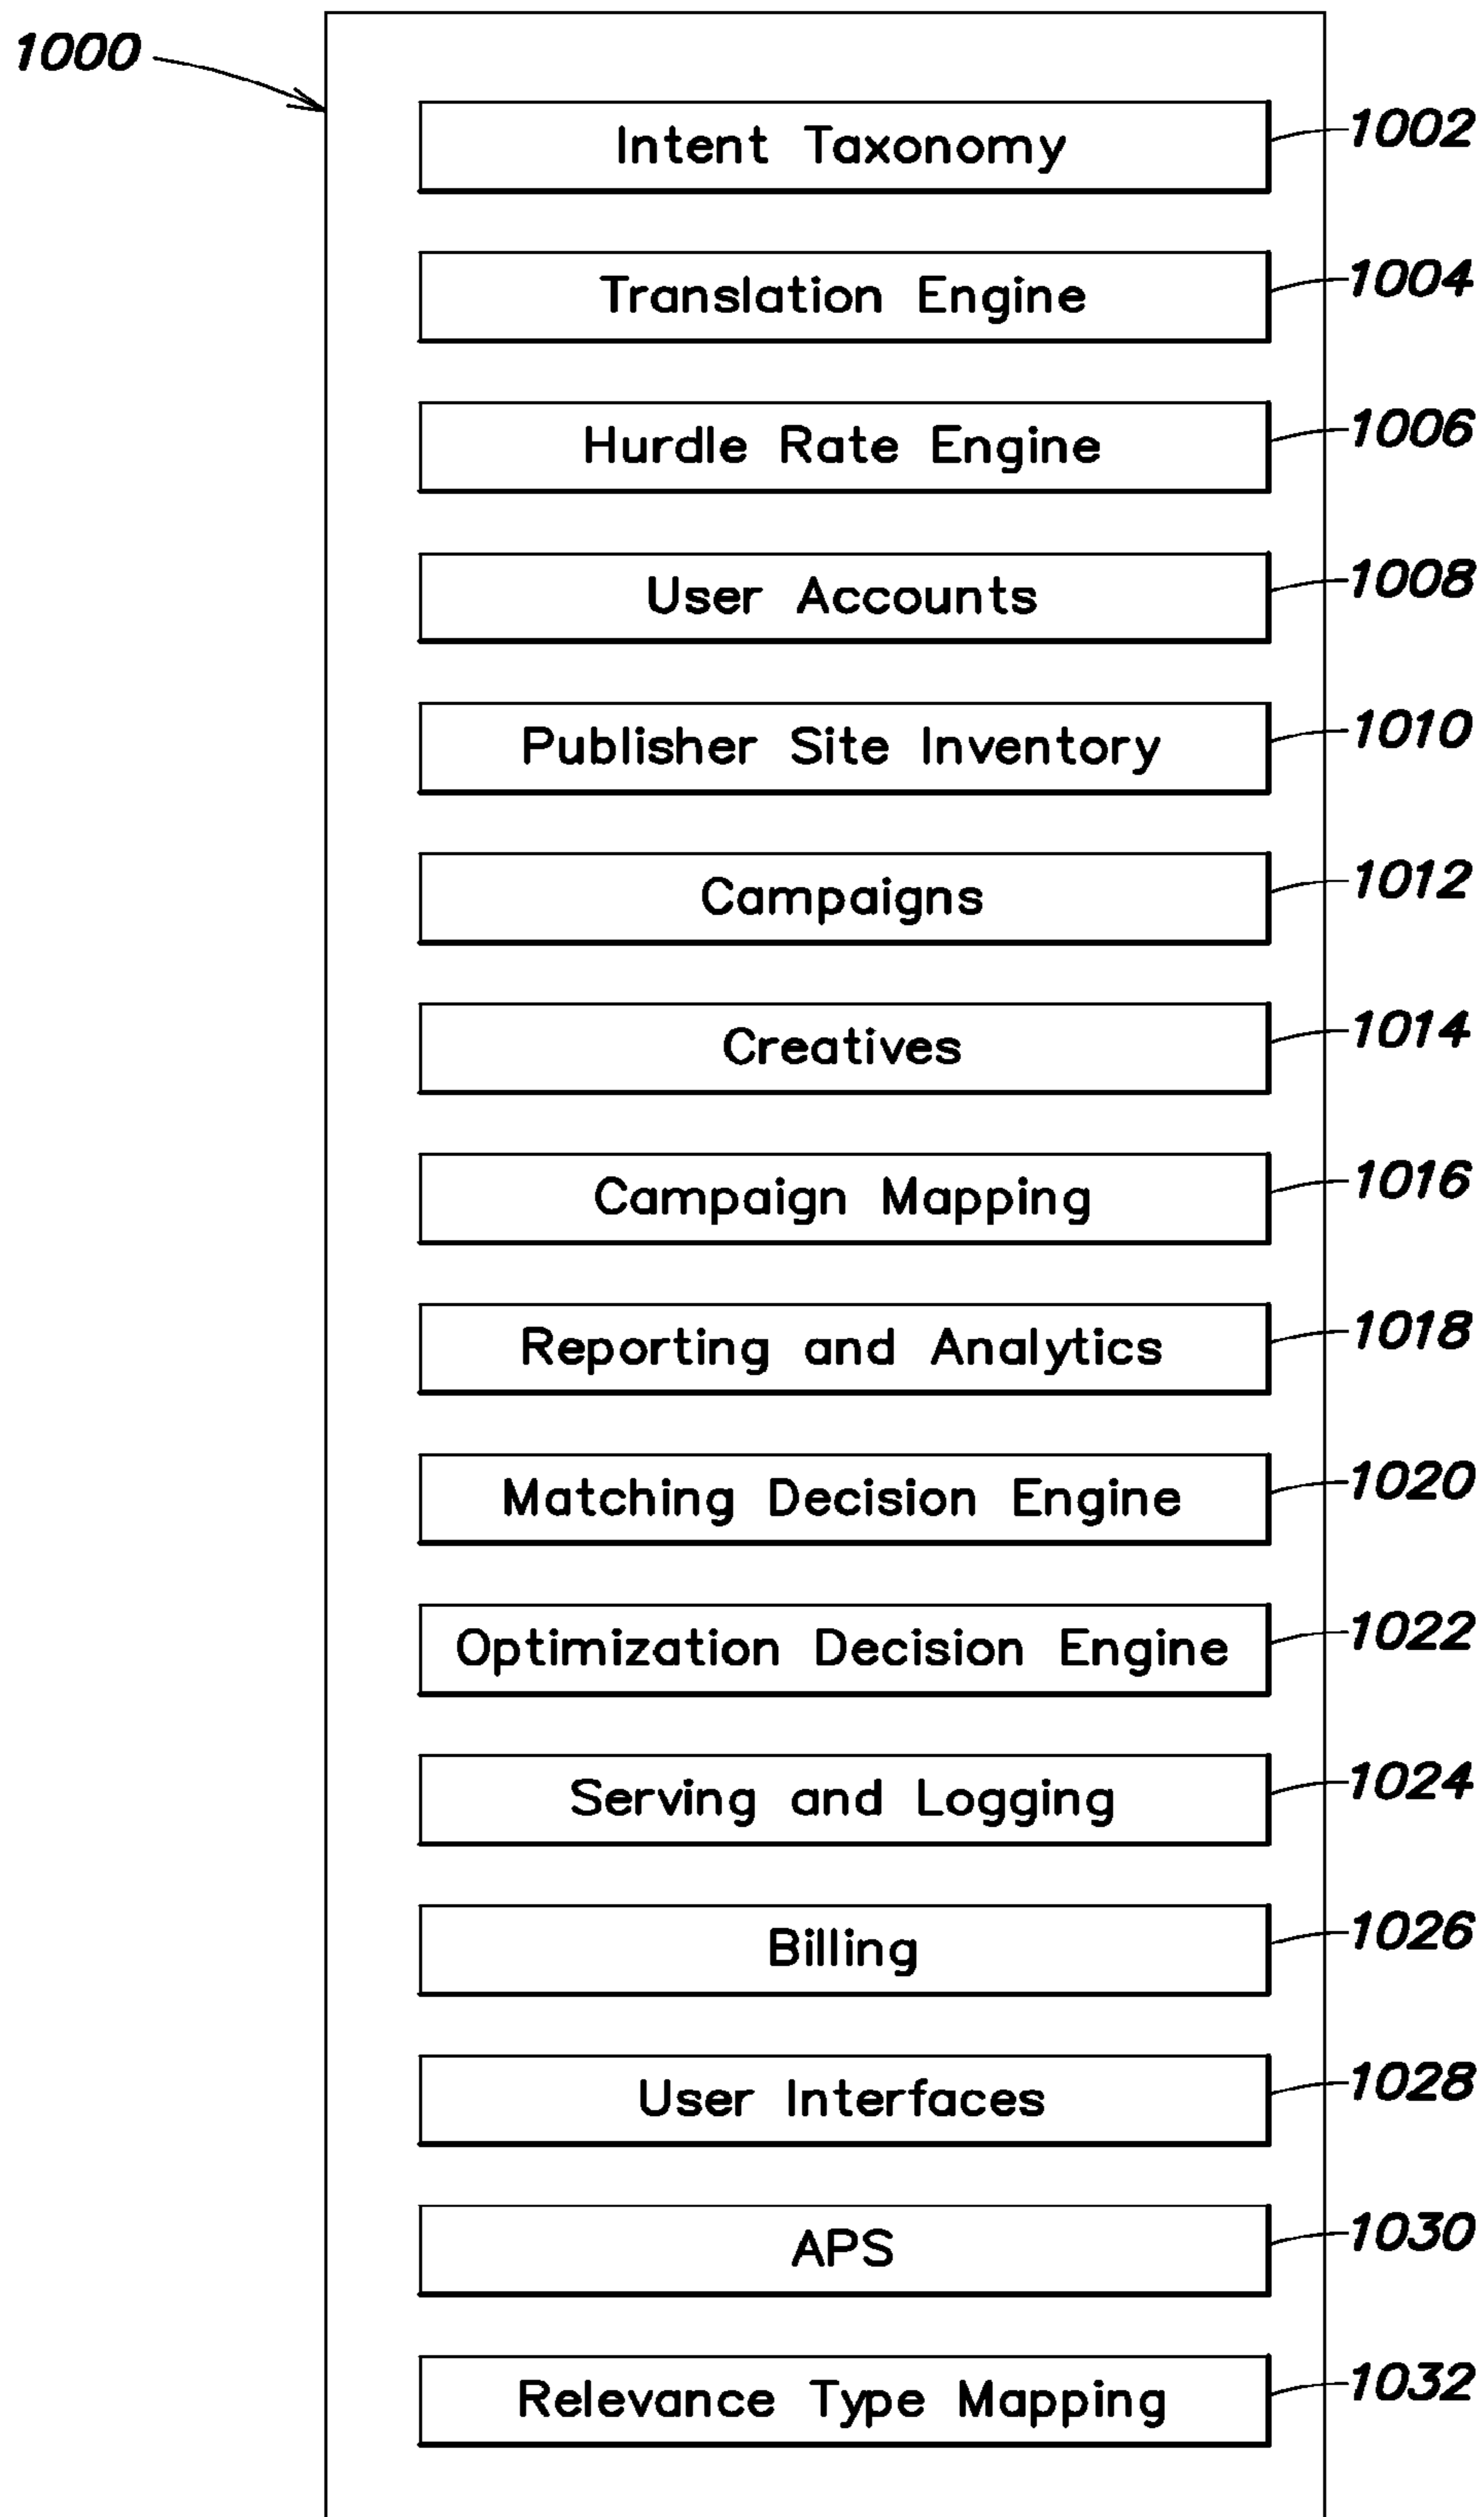 1000
Intent Taxonomy 1002
Translation Engine 1004
Hurdle Rate Engine 1006
User Accounts 1008
Publisher Site Inventory 1010
Campaigns 1012
Creatives 1014
Campaign Mapping 1016
Reporting and Analytics 1018
Matching Decision Engine 1020
Optimization Decision Engine 1022
Serving and Logging 1024
Billing 1026
User Interfaces 1028
APS 1030
Relevance Type Mapping 1032